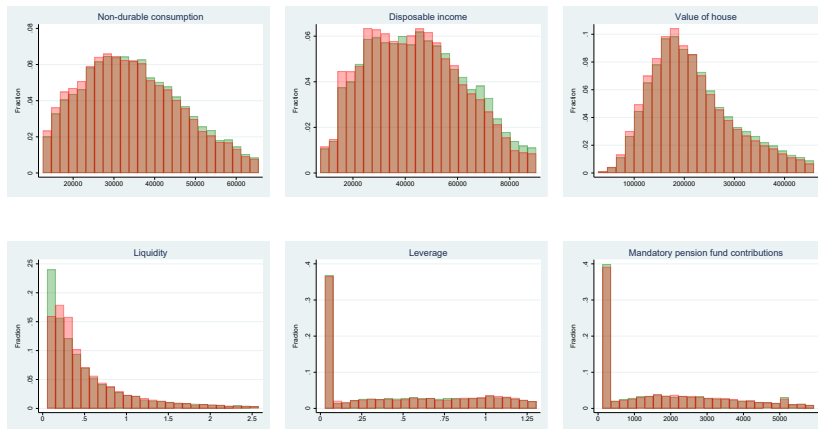 Non-durable consumption
Fraction
0 .02 .04 .06 .08
20000 30000 40000 50000 60000
Disposable income
Fraction
0 .02 .04 .06
20000 40000 60000 80000
Value of house
Fraction
0 .02 .04 .06 .08 .1
100000 200000 300000 400000
Liquidity
Fraction
0 .05 .1 .15 .2 .25
0 .5 1 1.5 2 2.5
Leverage
Fraction
0 .1 .2 .3 .4
0 .25 .5 .75 1 1.25
Mandatory pension fund contributions
Fraction
0 .1 .2 .3 .4
0 1000 2000 3000 4000 5000